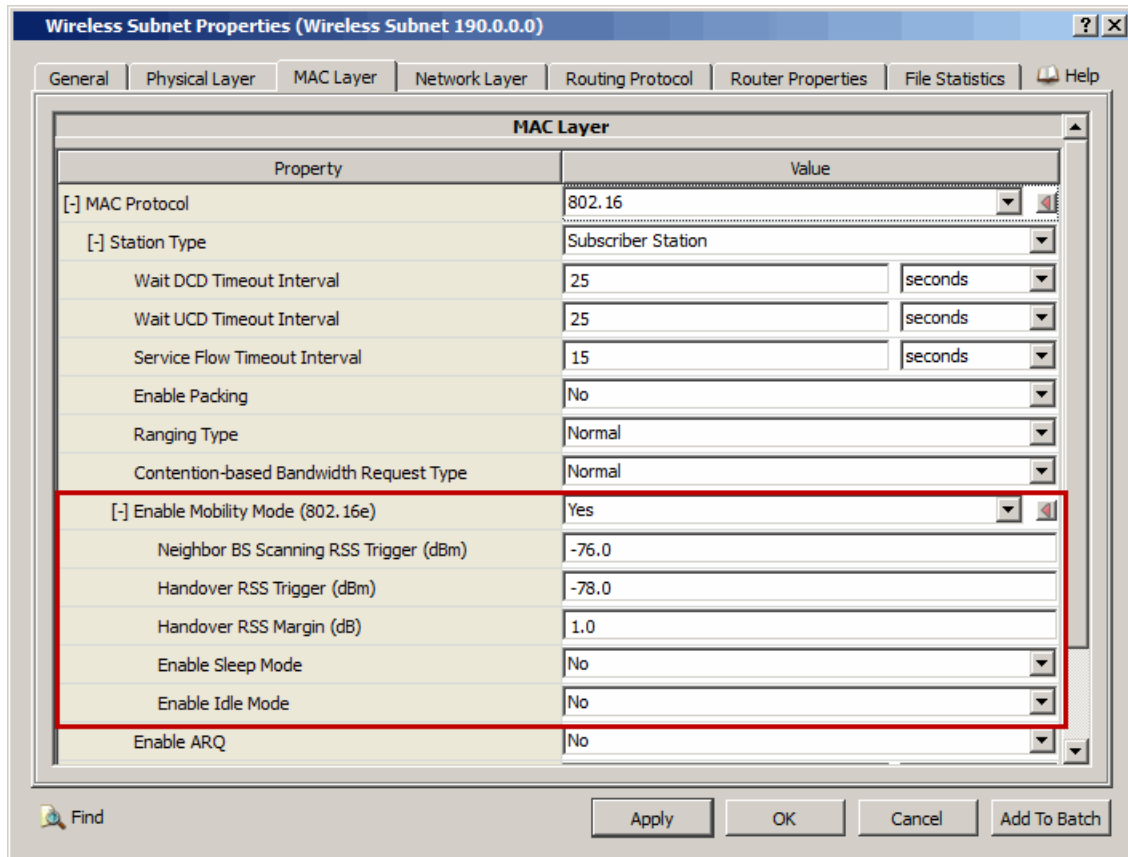 Wireless Subnet Properties (Wireless Subnet 190.0.0.0)
General Physical Layer MAC Layer Network Layer Routing Protocol Router Properties File Statistics Help
MAC Layer
Property Value
[-] MAC Protocol 802.16
[-] Station Type Subscriber Station
Wait DCD Timeout Interval 25 seconds
Wait UCD Timeout Interval 25 seconds
Service Flow Timeout Interval 15 seconds
Enable Packing No
Ranging Type Normal
Contention-based Bandwidth Request Type Normal
[-] Enable Mobility Mode (802.16e) Yes
Neighbor BS Scanning RSS Trigger (dBm) -76.0
Handover RSS Trigger (dBm) -78.0
Handover RSS Margin (dB) 1.0
Enable Sleep Mode No
Enable Idle Mode No
Enable ARQ No
Find Apply OK Cancel Add To Batch